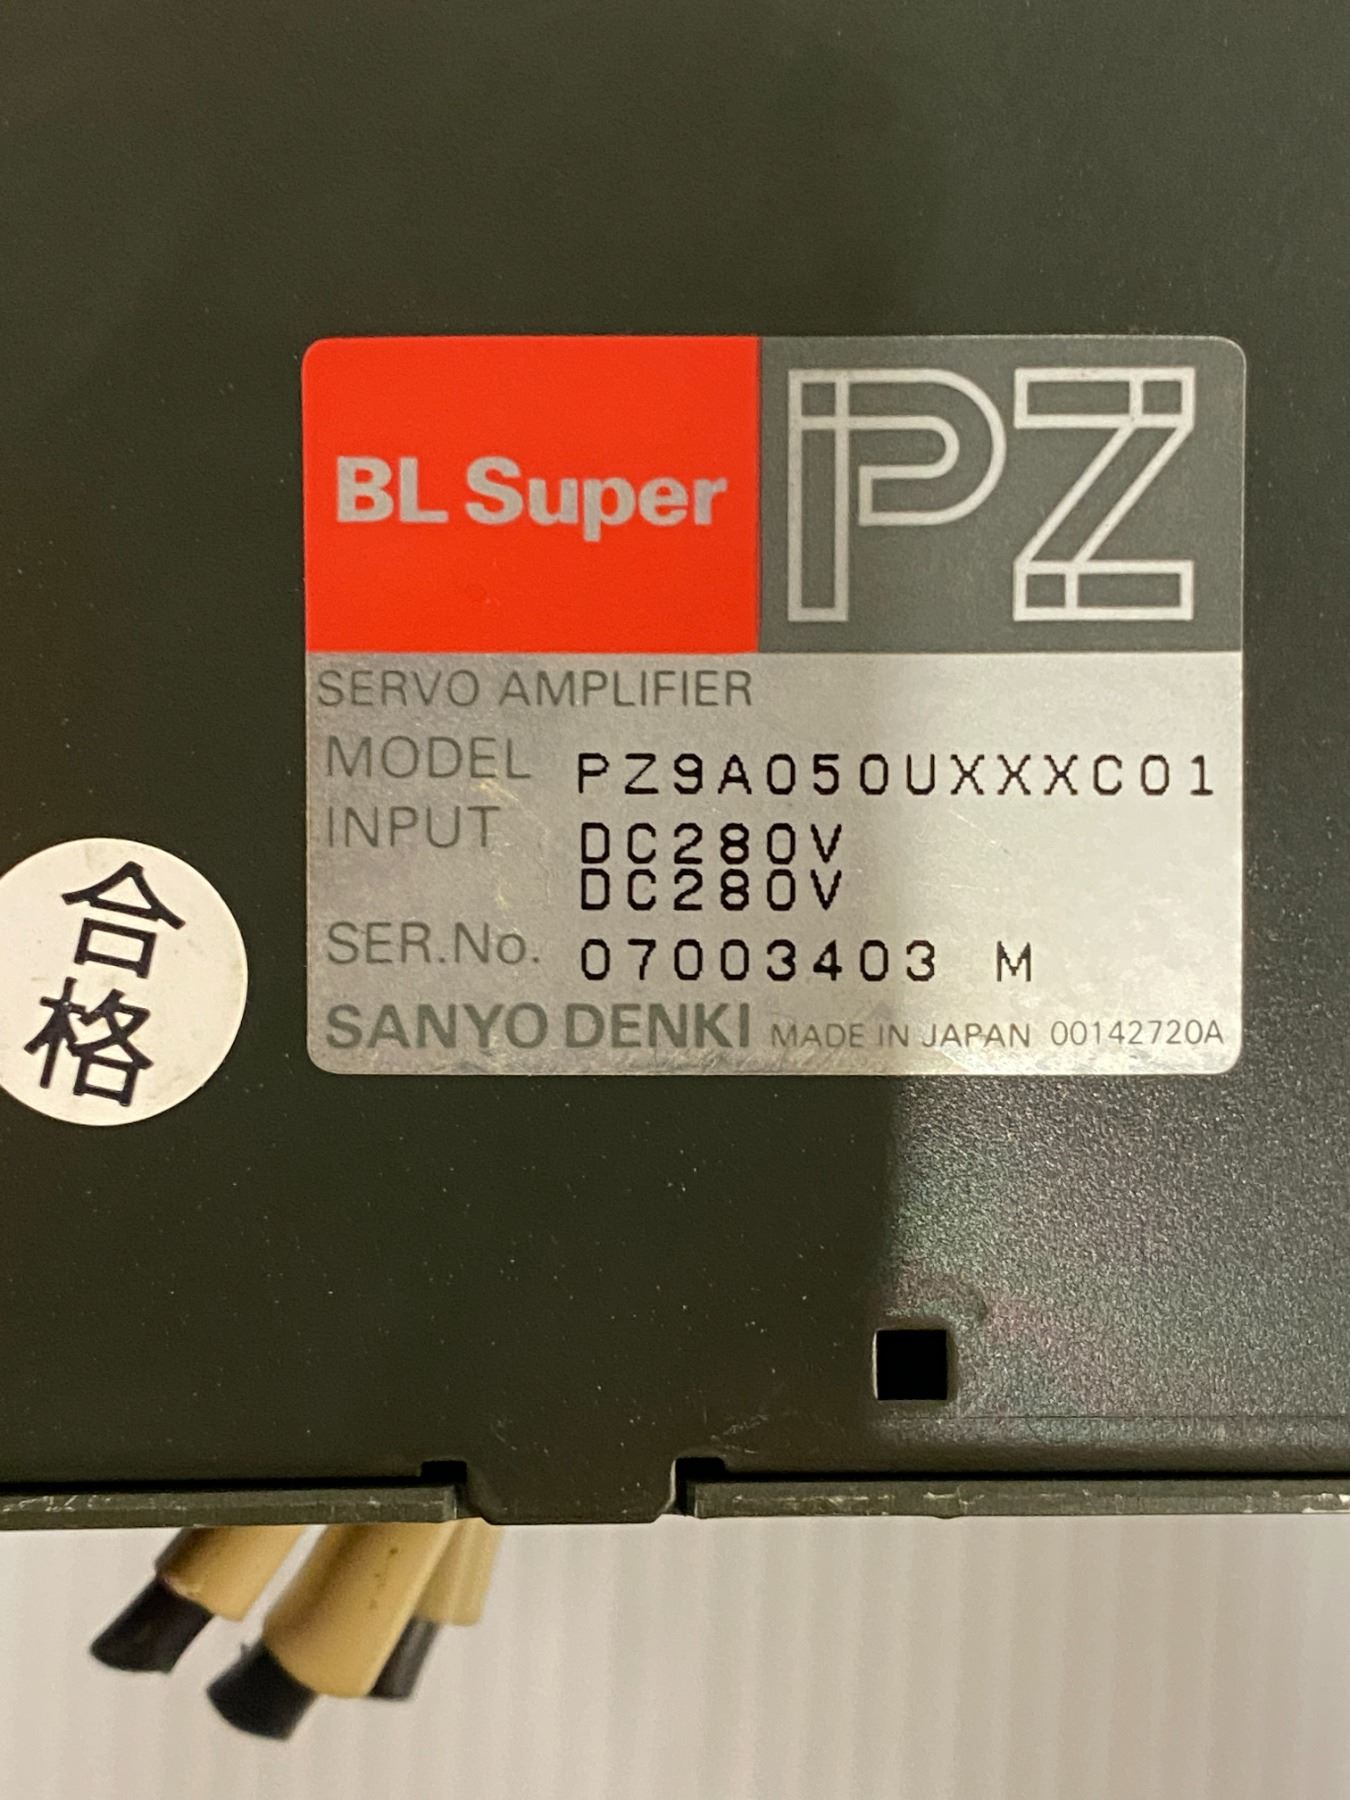 BL Super PZ
SERVO AMPLIFIER
MODEL PZ9A050UXXXC01
INPUT DC280V
DC280V
SER.No. 07003403 M
SANYO DENKI MADE IN JAPAN 00142720A
合
格